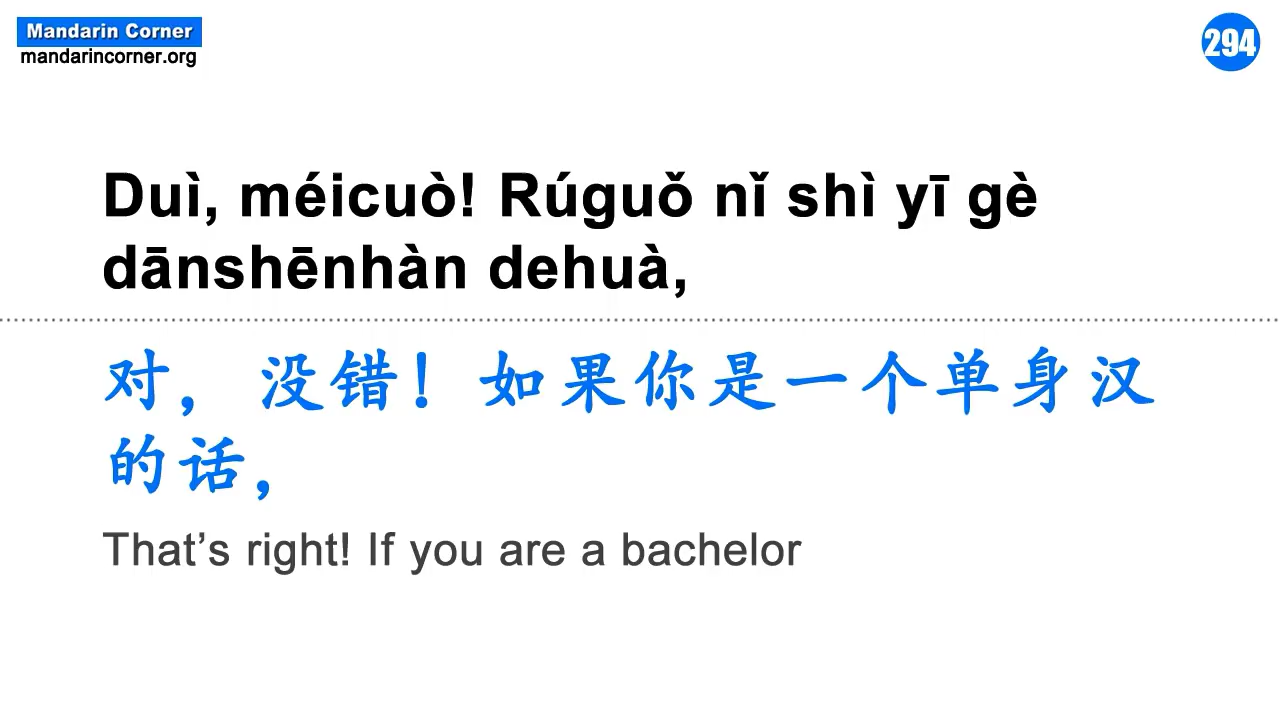 Mandarin Corner
mandarincorner.org
294
Duì, méicuò! Rúguǒ nǐ shì yī gè
dānshēnhàn dehuà,
对，没错！如果你是一个单身汉
的话，
That’s right! If you are a bachelor